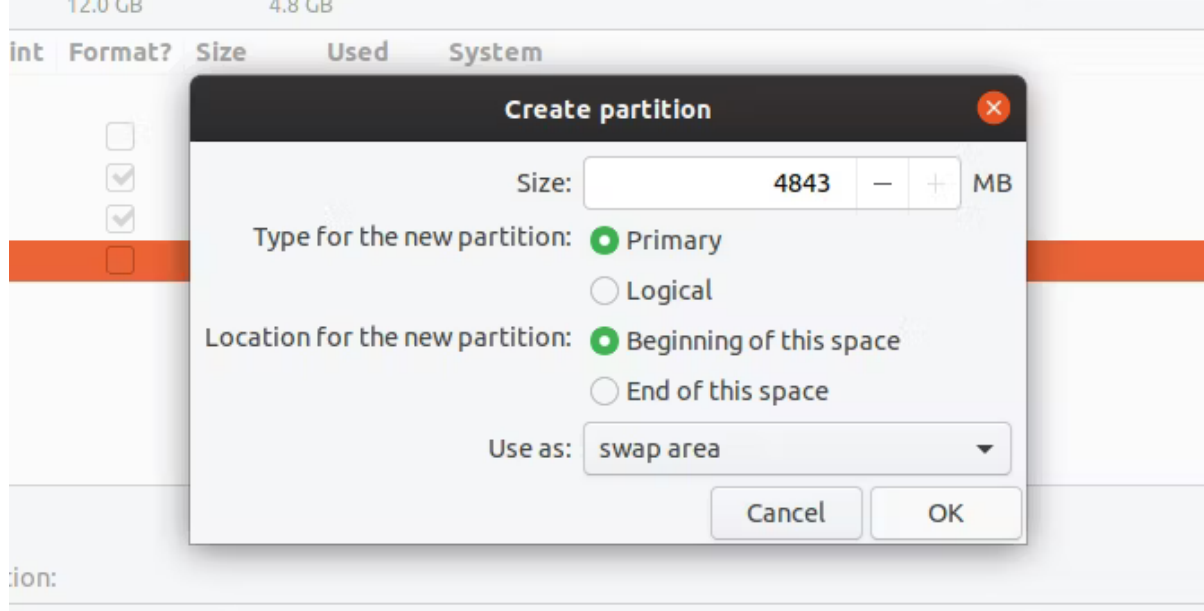 12.0 GB 4.8 GB
int Format? Size Used System
Create partition
Size: 4843 MB
Type for the new partition: Primary
Logical
Location for the new partition: Beginning of this space
End of this space
Use as: swap area
Cancel OK
tion: